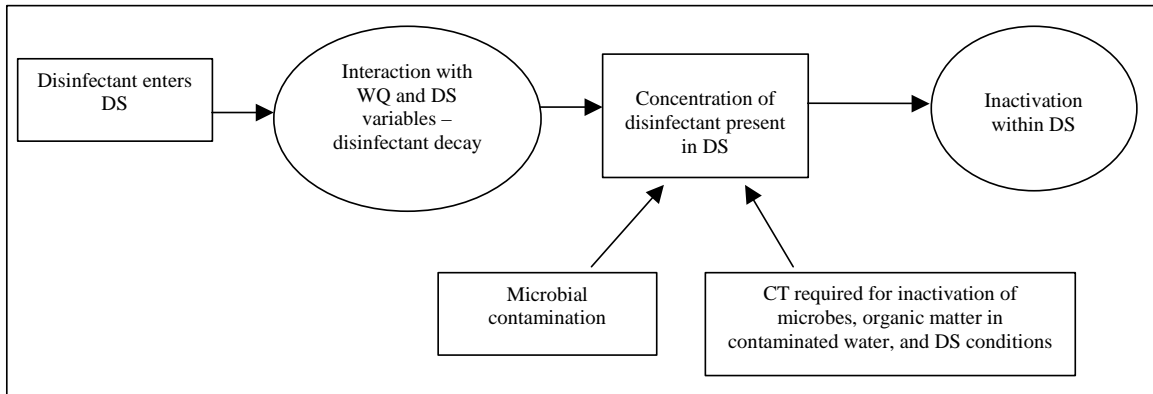 Disinfectant enters
DS
Interaction with
WQ and DS
variables –
disinfectant decay
Concentration of
disinfectant present
in DS
Inactivation
within DS
Microbial
contamination
CT required for inactivation of
microbes, organic matter in
contaminated water, and DS conditions